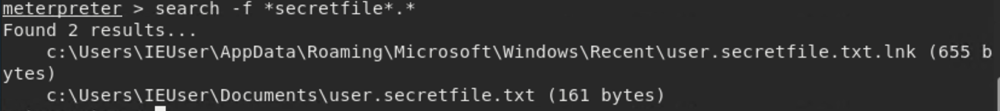 meterpreter > search -f *secretfile*.*
Found 2 results...
    c:\Users\IEUser\AppData\Roaming\Microsoft\Windows\Recent\user.secretfile.txt.lnk (655 b
ytes)
    c:\Users\IEUser\Documents\user.secretfile.txt (161 bytes)